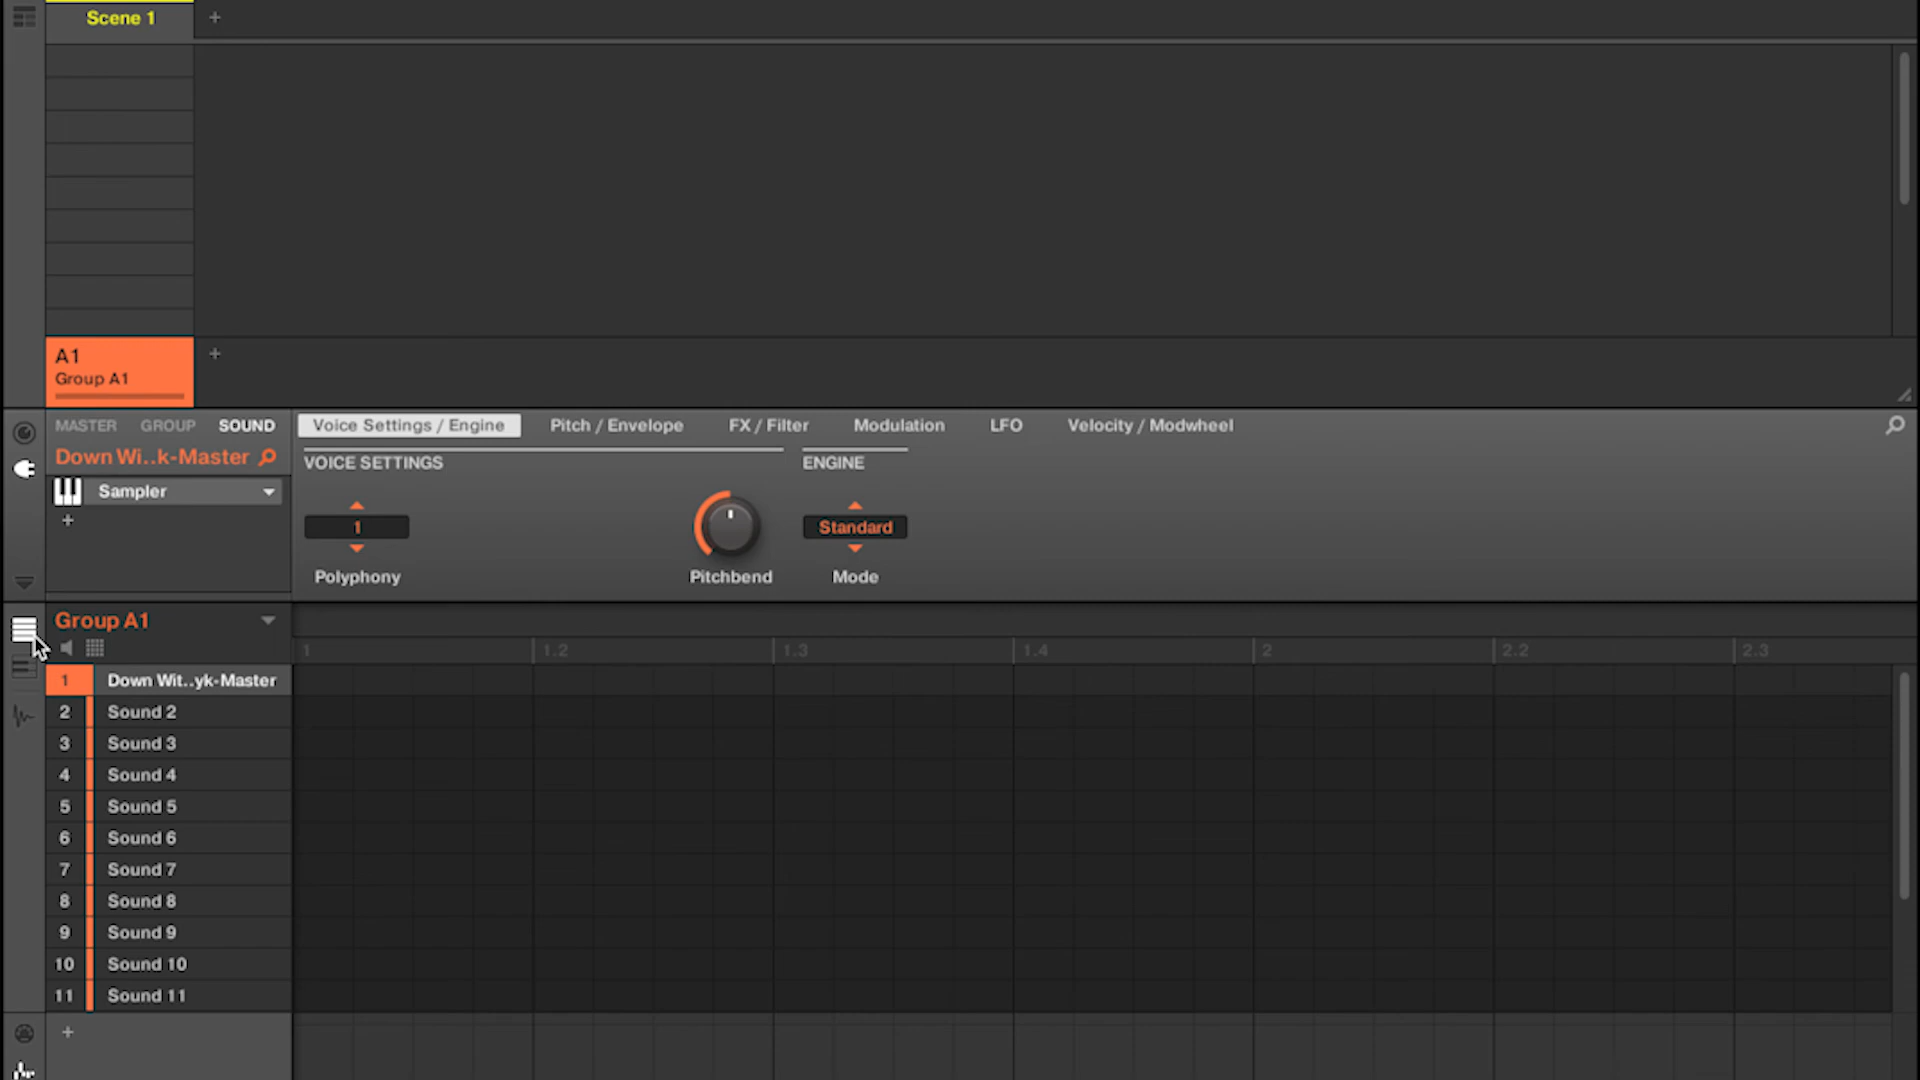 Scene 1 +
A1 +
Group A1
MASTER GROUP SOUND Voice Settings / Engine Pitch / Envelope FX / Filter Modulation LFO Velocity / Modwheel
Down Wi..k-Master VOICE SETTINGS ENGINE
Sampler
+
1 Standard
Polyphony Pitchbend Mode
Group A1
1 1.2 1.3 1.4 2 2.2 2.3
1 Down Wit..yk-Master
2 Sound 2
3 Sound 3
4 Sound 4
5 Sound 5
6 Sound 6
7 Sound 7
8 Sound 8
9 Sound 9
10 Sound 10
11 Sound 11
+